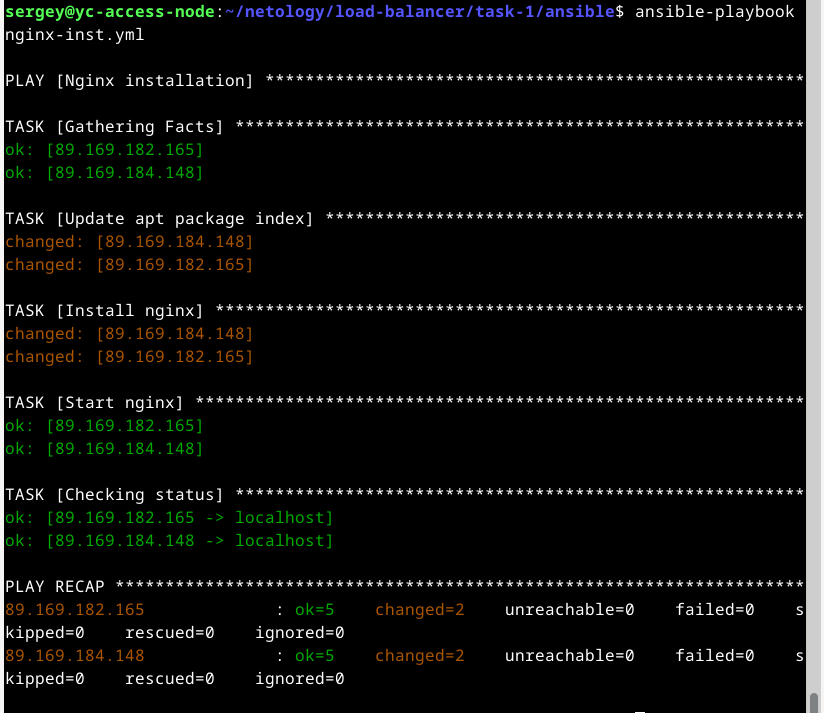 sergey@yc-access-node:~/netology/load-balancer/task-1/ansible$ ansible-playbook
nginx-inst.yml
PLAY [Nginx installation] ******************************************************
TASK [Gathering Facts] *********************************************************
ok: [89.169.182.165]
ok: [89.169.184.148]
TASK [Update apt package index] ************************************************
changed: [89.169.184.148]
changed: [89.169.182.165]
TASK [Install nginx] ***********************************************************
changed: [89.169.184.148]
changed: [89.169.182.165]
TASK [Start nginx] *************************************************************
ok: [89.169.182.165]
ok: [89.169.184.148]
TASK [Checking status] *********************************************************
ok: [89.169.182.165 -> localhost]
ok: [89.169.184.148 -> localhost]
PLAY RECAP *********************************************************************
89.169.182.165             : ok=5    changed=2    unreachable=0    failed=0    s
kipped=0    rescued=0    ignored=0
89.169.184.148             : ok=5    changed=2    unreachable=0    failed=0    s
kipped=0    rescued=0    ignored=0